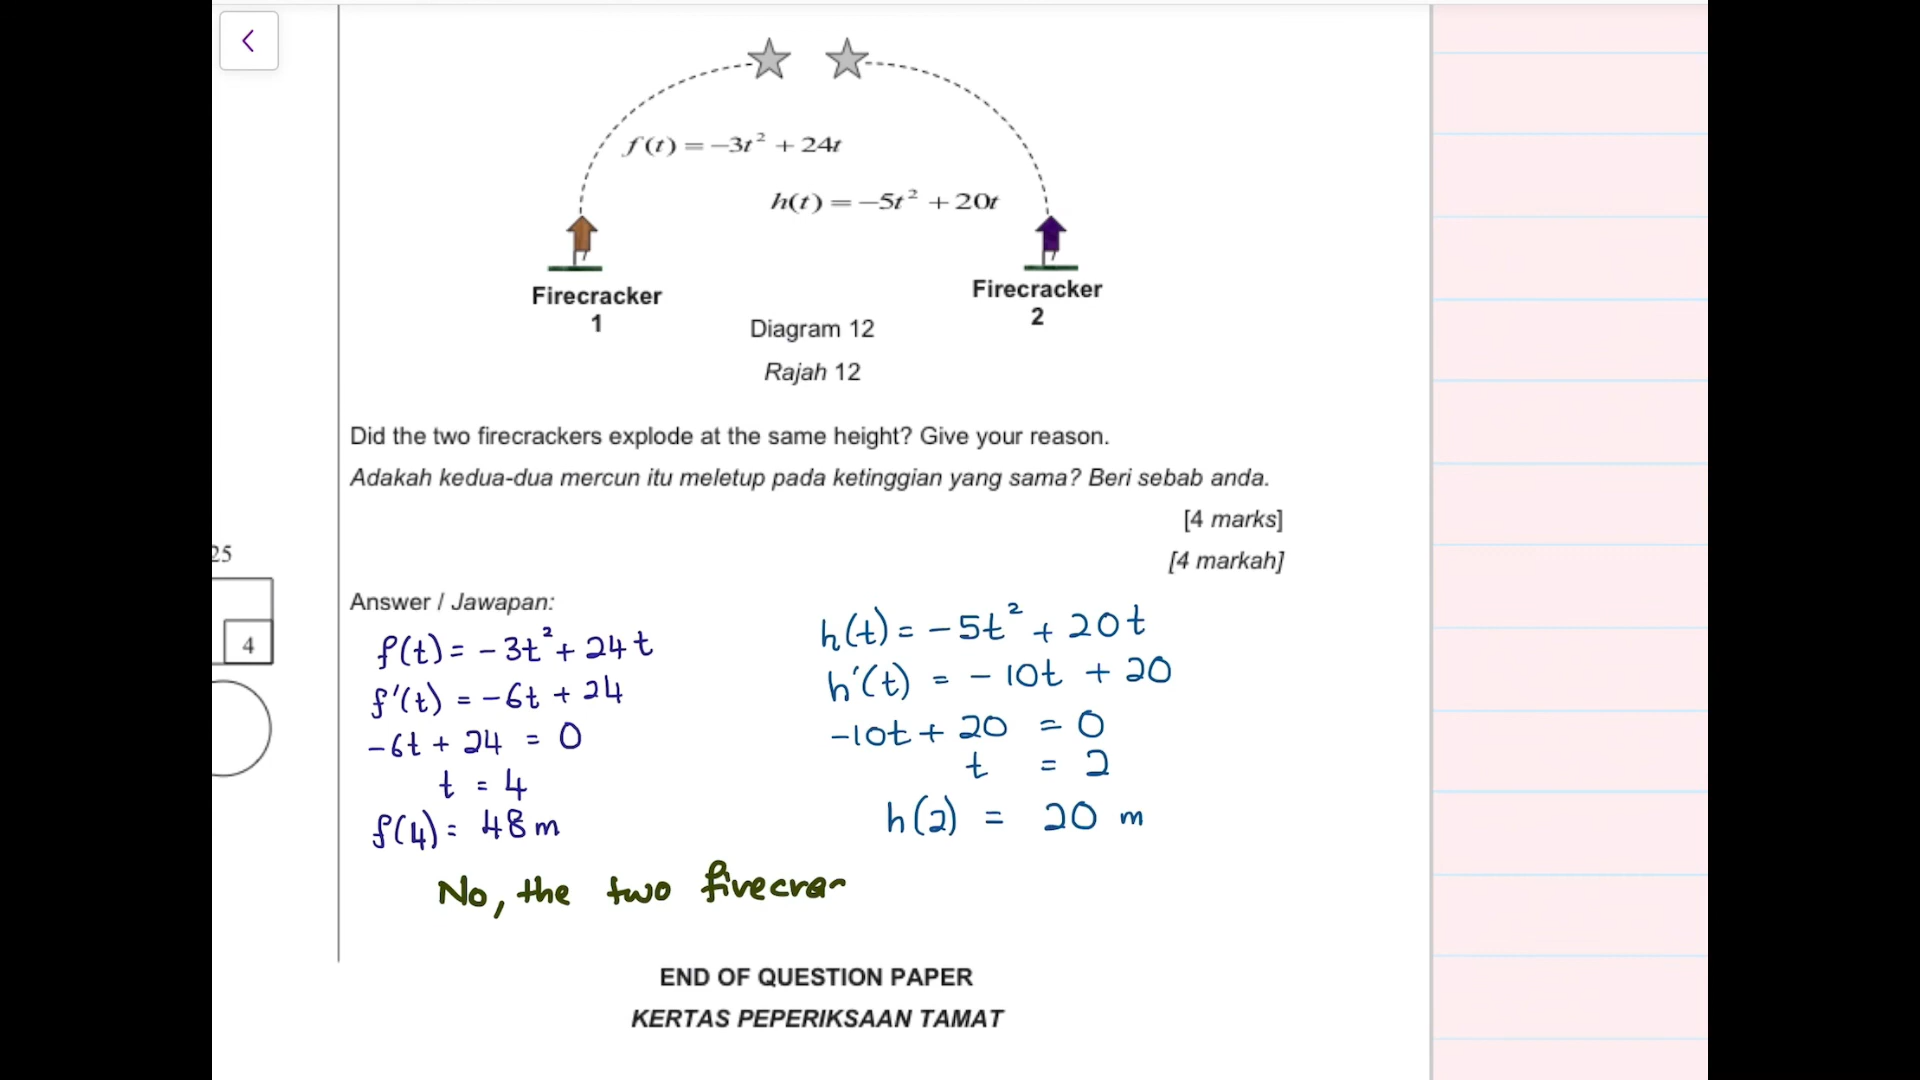 f(t) = −3t² + 24t
h(t) = −5t² + 20t
Firecracker
1
Firecracker
2
Diagram 12
Rajah 12
Did the two firecrackers explode at the same height? Give your reason.
Adakah kedua-dua mercun itu meletup pada ketinggian yang sama? Beri sebab anda.
[4 marks]
[4 markah]
25
4
Answer / Jawapan:
f(t) = -3t² + 24t
f'(t) = -6t + 24
-6t + 24 = 0
t = 4
f(4) = 48 m
h(t) = -5t² + 20t
h'(t) = -10t + 20
-10t + 20 = 0
t = 2
h(2) = 20 m
No, the two firecra
END OF QUESTION PAPER
KERTAS PEPERIKSAAN TAMAT